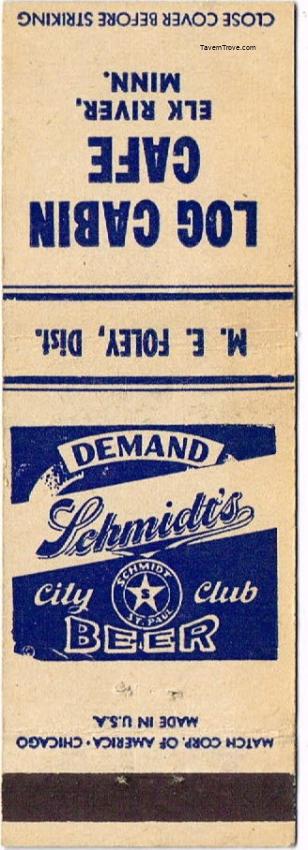 CLOSE COVER BEFORE STRIKING
TavernTrove.com
LOG CABIN
CAFE
ELK RIVER,
MINN.
M. E. FOLEY, Dist.
DEMAND
Schmidt's
City Club
SCHMIDT
S
ST. PAUL
BEER
MATCH CORP. OF AMERICA • CHICAGO
MADE IN U.S.A.